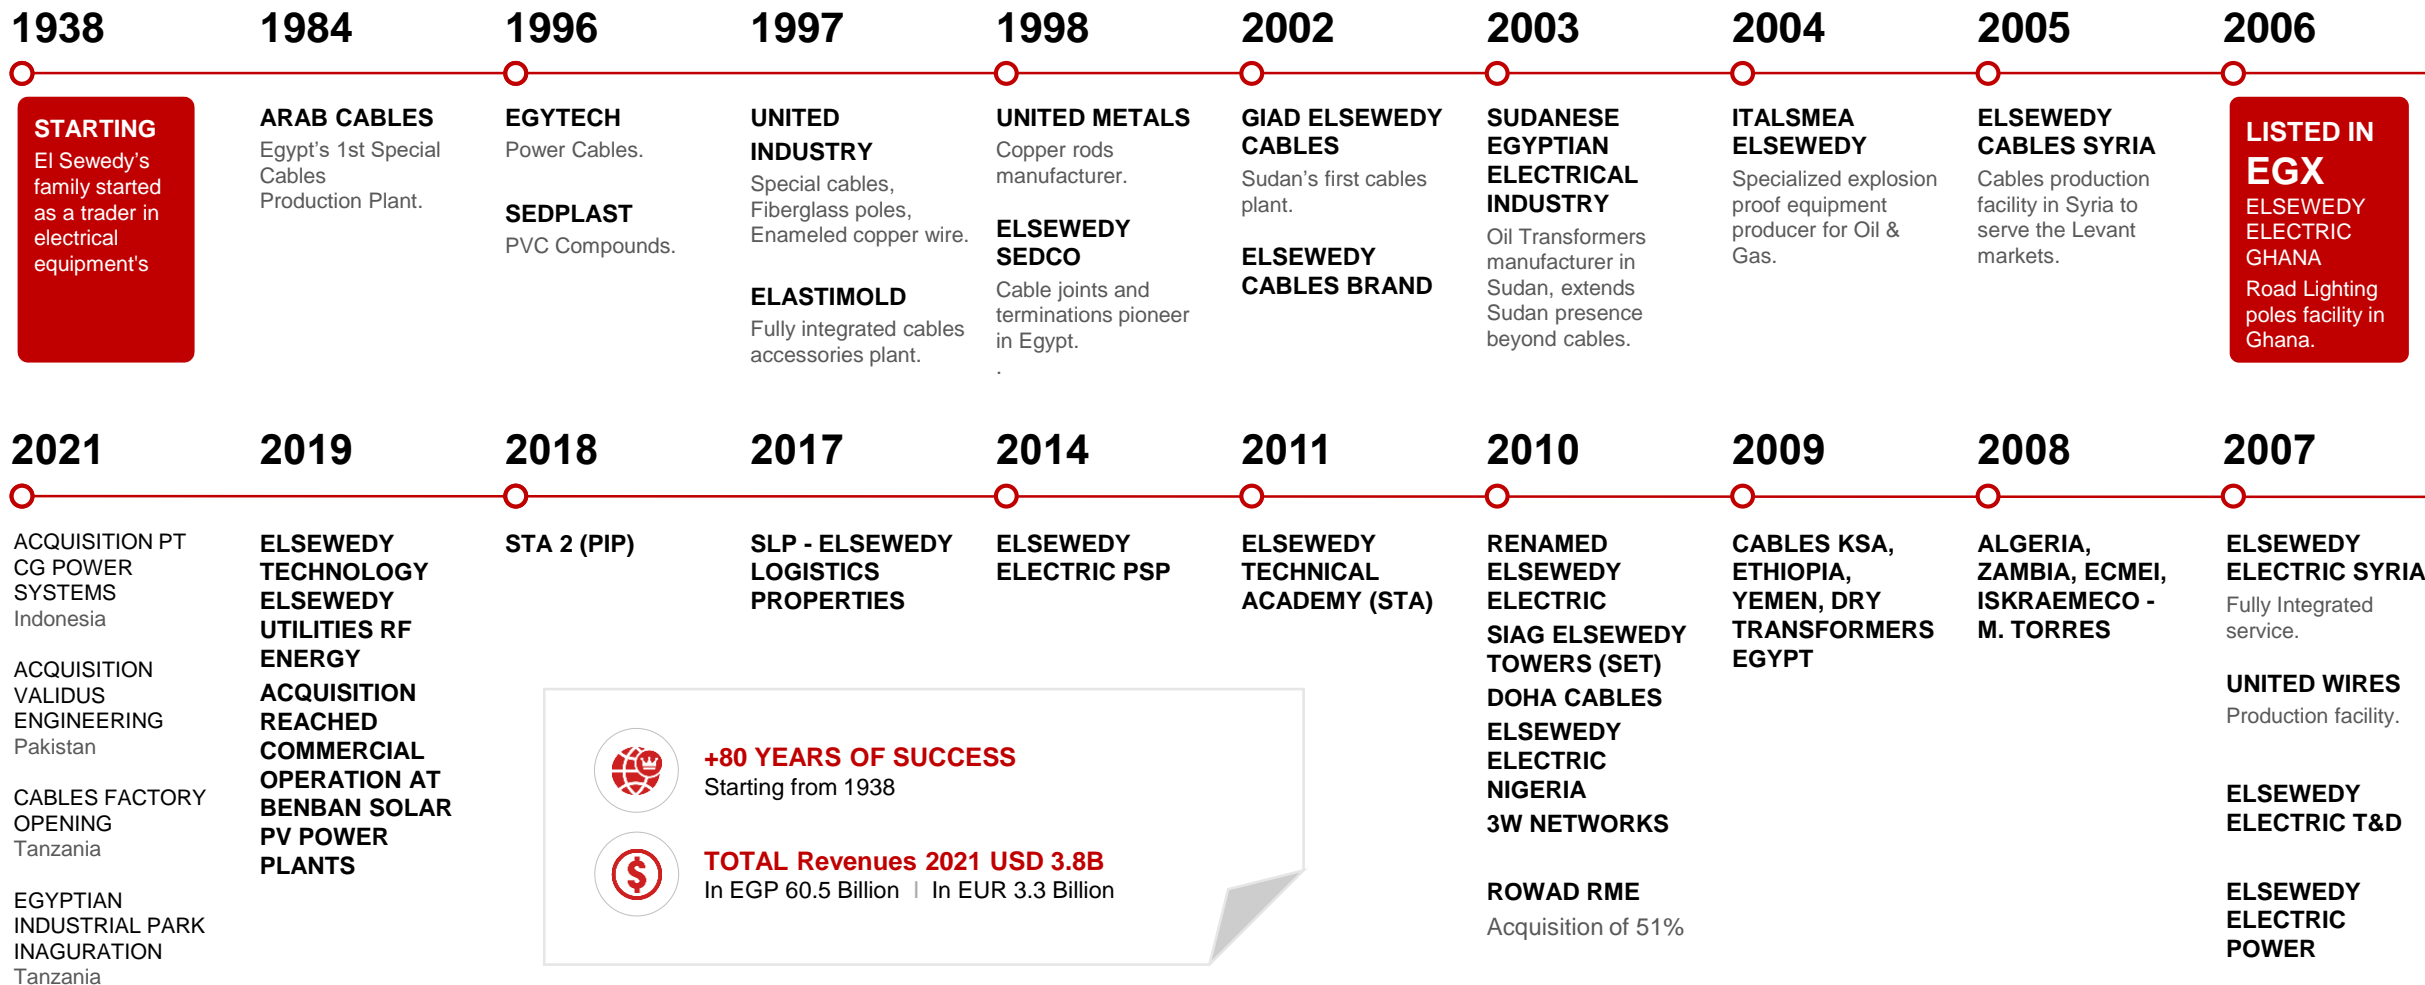 1938
STARTING
El Sewedy's
family started
as a trader in
electrical
equipment's
1984
ARAB CABLES
Egypt's 1st Special
Cables
Production Plant.
1996
EGYTECH
Power Cables.
SEDPLAST
PVC Compounds.
1997
UNITED
INDUSTRY
Special cables,
Fiberglass poles,
Enameled copper wire.
ELASTIMOLD
Fully integrated cables
accessories plant.
1998
UNITED METALS
Copper rods
manufacturer.
ELSEWEDY
SEDCO
Cable joints and
terminations pioneer
in Egypt.
.
2002
GIAD ELSEWEDY
CABLES
Sudan's first cables
plant.
ELSEWEDY
CABLES BRAND
2003
SUDANESE
EGYPTIAN
ELECTRICAL
INDUSTRY
Oil Transformers
manufacturer in
Sudan, extends
Sudan presence
beyond cables.
2004
ITALSMEA
ELSEWEDY
Specialized explosion
proof equipment
producer for Oil &
Gas.
2005
ELSEWEDY
CABLES SYRIA
Cables production
facility in Syria to
serve the Levant
markets.
2006
LISTED IN
EGX
ELSEWEDY
ELECTRIC
GHANA
Road Lighting
poles facility in
Ghana.
2021
ACQUISITION PT
CG POWER
SYSTEMS
Indonesia
ACQUISITION
VALIDUS
ENGINEERING
Pakistan
CABLES FACTORY
OPENING
Tanzania
EGYPTIAN
INDUSTRIAL PARK
INAGURATION
Tanzania
2019
ELSEWEDY
TECHNOLOGY
ELSEWEDY
UTILITIES RF
ENERGY
ACQUISITION
REACHED
COMMERCIAL
OPERATION AT
BENBAN SOLAR
PV POWER
PLANTS
2018
STA 2 (PIP)
2017
SLP - ELSEWEDY
LOGISTICS
PROPERTIES
2014
ELSEWEDY
ELECTRIC PSP
2011
ELSEWEDY
TECHNICAL
ACADEMY (STA)
2010
RENAMED
ELSEWEDY
ELECTRIC
SIAG ELSEWEDY
TOWERS (SET)
DOHA CABLES
ELSEWEDY
ELECTRIC
NIGERIA
3W NETWORKS
ROWAD RME
Acquisition of 51%
2009
CABLES KSA,
ETHIOPIA,
YEMEN, DRY
TRANSFORMERS
EGYPT
2008
ALGERIA,
ZAMBIA, ECMEI,
ISKRAEMECO -
M. TORRES
2007
ELSEWEDY
ELECTRIC SYRIA
Fully Integrated
service.
UNITED WIRES
Production facility.
ELSEWEDY
ELECTRIC T&D
ELSEWEDY
ELECTRIC
POWER
+80 YEARS OF SUCCESS
Starting from 1938
$
TOTAL Revenues 2021 USD 3.8B
In EGP 60.5 Billion | In EUR 3.3 Billion